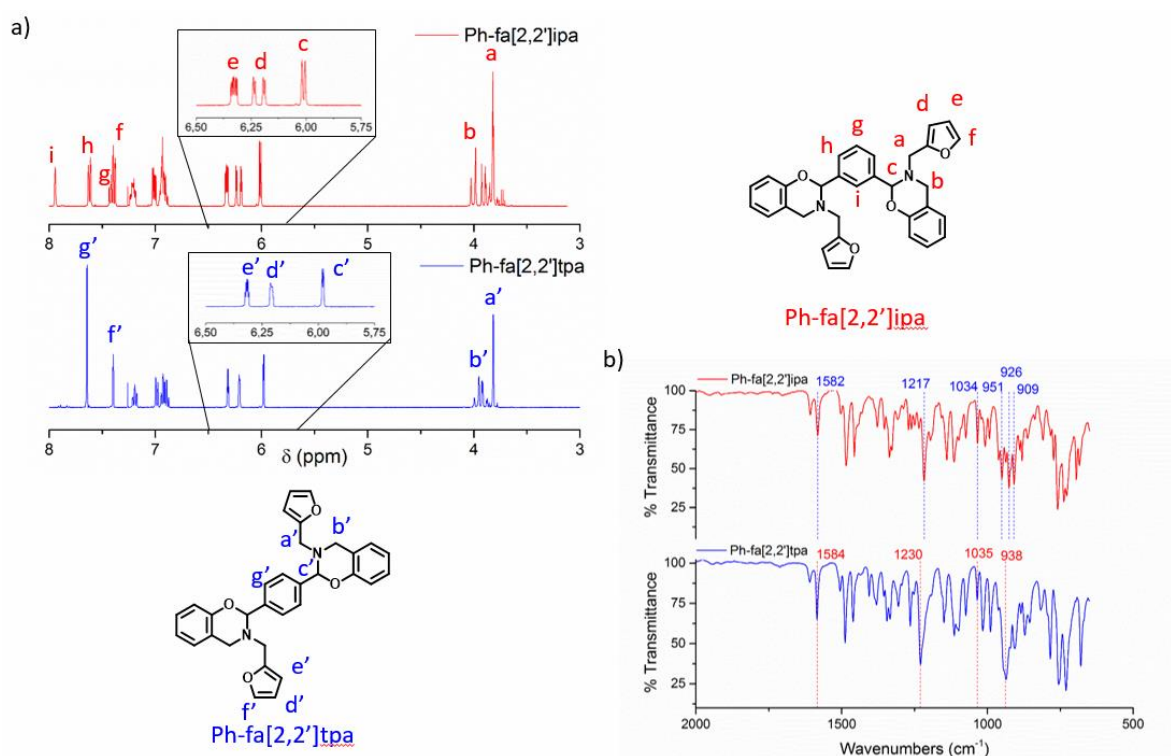 a)
Ph-fa[2,2']ipa
e d c
6,50 6,25 6,00 5,75
i h g f b a
8 7 6 5 4 3
Ph-fa[2,2']tpa
e’ d’ c’
6,50 6,20 6,00 5,75
g’ f’ b’ a’
8 7 6 5 4 3
δ (ppm)
d e
a f
g
h c N b
O i O
N
O
O
Ph-fa[2,2’]ipa
O
a’ N b’
c’
g’ O
O
N
e’
O
f’ d’
Ph-fa[2,2’]tpa
b)
Ph-fa[2,2']ipa
1582 1217 1034 951 926 909
100
75
50
25
% Transmittance
Ph-fa[2,2']tpa
1584 1230 1035 938
100
75
50
25
% Transmittance
2000 1500 1000 500
Wavenumbers (cm⁻¹)